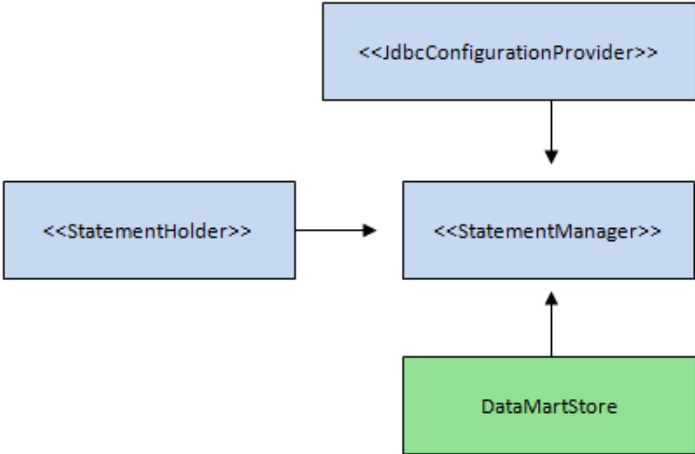 <<JdbcConfigurationProvider>>
<<StatementHolder>>
<<StatementManager>>
DataMartStore